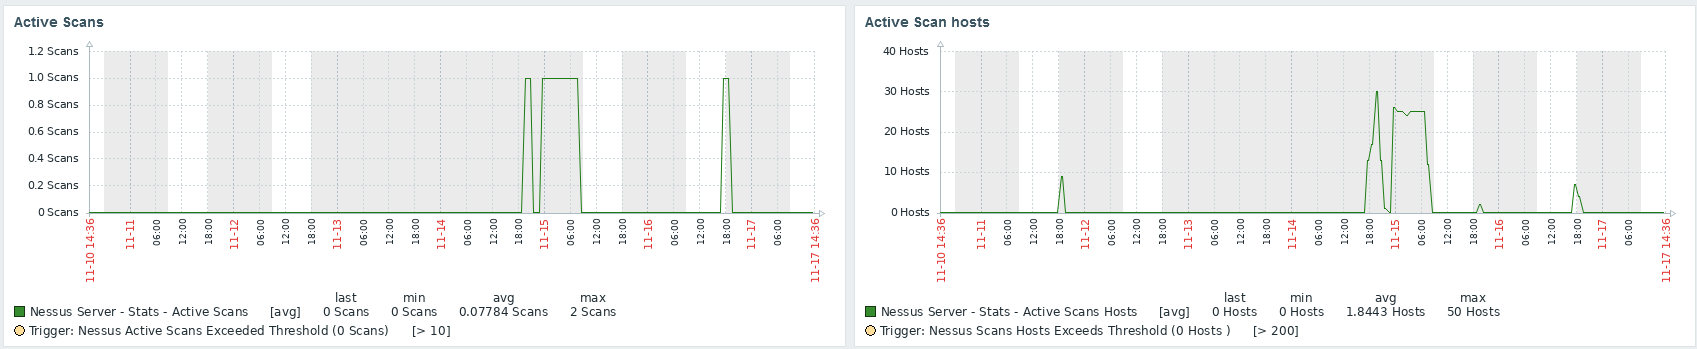 Active Scans
1.2 Scans
1.0 Scans
0.8 Scans
0.6 Scans
0.4 Scans
0.2 Scans
0 Scans
11-10 14:36 11-11 06:00 12:00 18:00 11-12 06:00 12:00 18:00 11-13 06:00 12:00 18:00 11-14 06:00 12:00 18:00 11-15 06:00 12:00 18:00 11-16 06:00 12:00 18:00 11-17 06:00 11-17 14:36
last min avg max
Nessus Server - Stats - Active Scans [avg] 0 Scans 0 Scans 0.07784 Scans 2 Scans
Trigger: Nessus Active Scans Exceeded Threshold (0 Scans) [> 10]
Active Scan hosts
40 Hosts
30 Hosts
20 Hosts
10 Hosts
0 Hosts
11-10 14:36 11-11 06:00 12:00 18:00 11-12 06:00 12:00 18:00 11-13 06:00 12:00 18:00 11-14 06:00 12:00 18:00 11-15 06:00 12:00 18:00 11-16 06:00 12:00 18:00 11-17 06:00 11-17 14:36
last min avg max
Nessus Server - Stats - Active Scans Hosts [avg] 0 Hosts 0 Hosts 1.8443 Hosts 50 Hosts
Trigger: Nessus Scans Hosts Exceeds Threshold (0 Hosts ) [> 200]